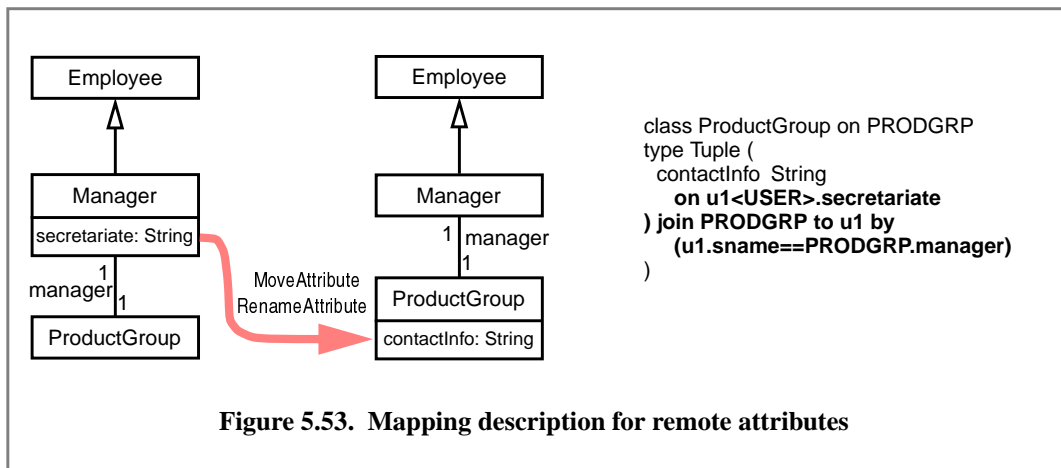 Employee
Manager
secretariate: String
1
manager
1
ProductGroup
MoveAttribute
RenameAttribute
Employee
Manager
1 manager
1
ProductGroup
contactInfo: String
class ProductGroup on PRODGRP
type Tuple (
contactInfo String
on u1<USER>.secretariate
) join PRODGRP to u1 by
(u1.sname==PRODGRP.manager)
)
Figure 5.53. Mapping description for remote attributes